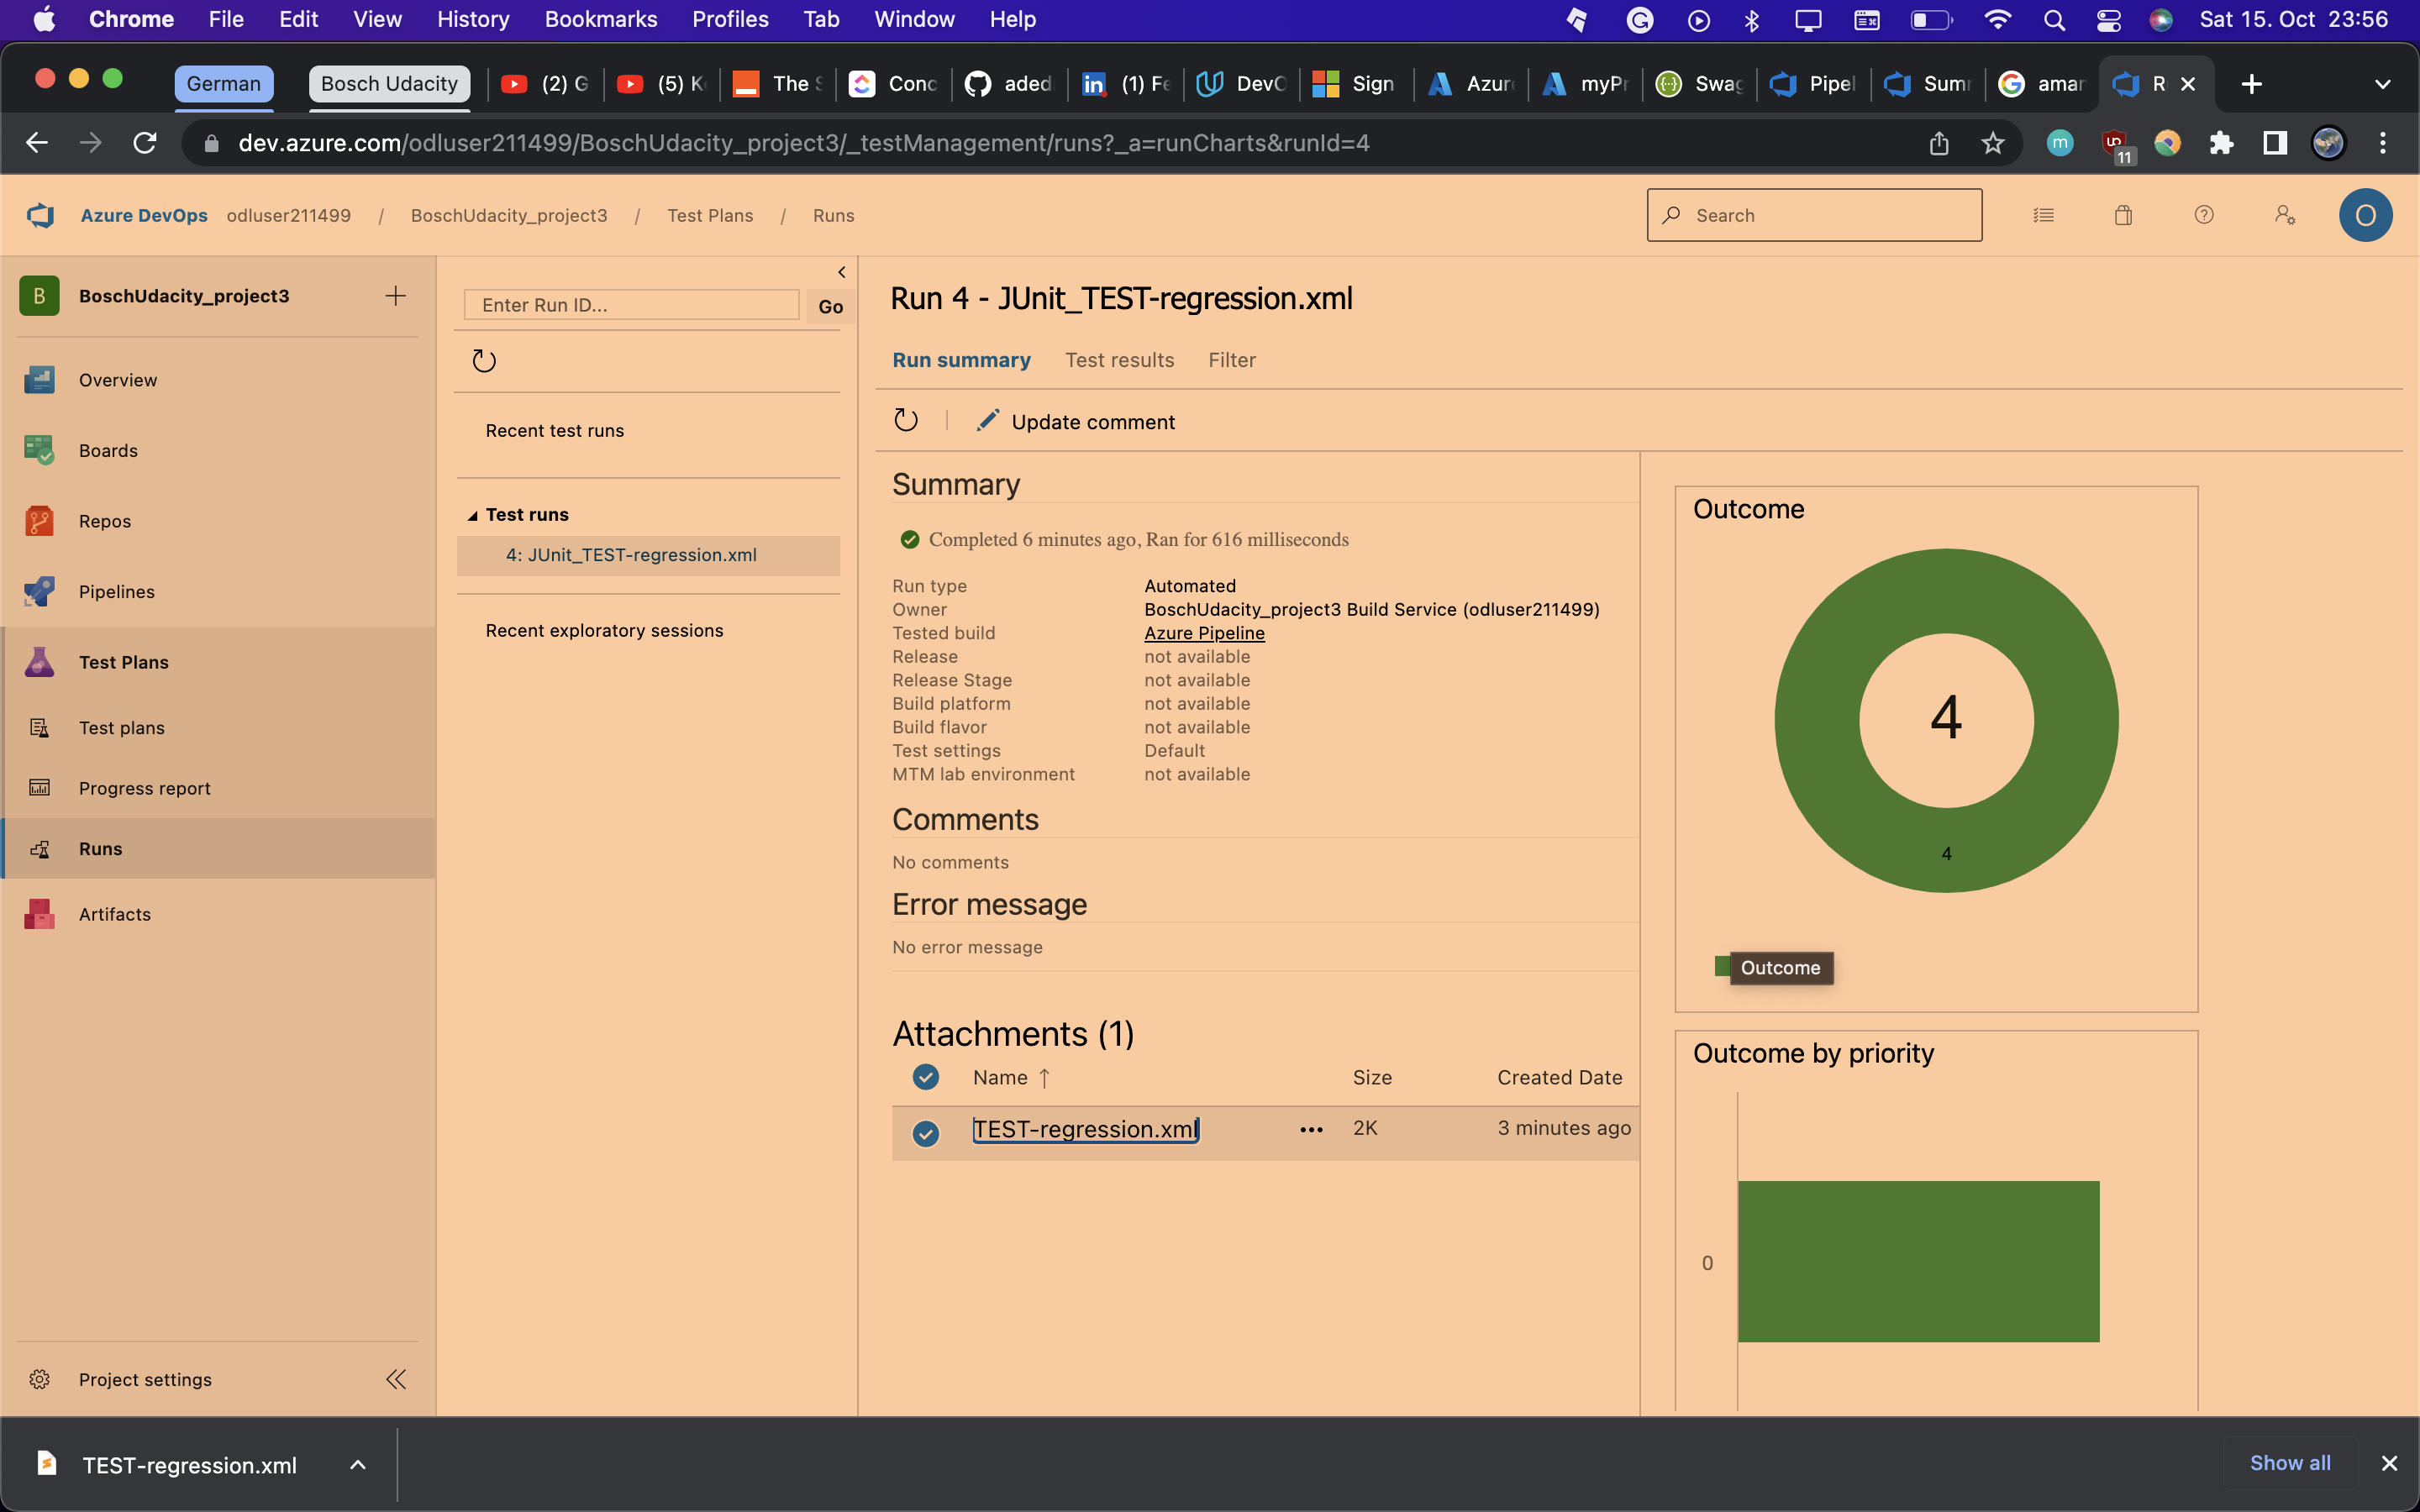 Chrome File Edit View History Bookmarks Profiles Tab Window Help Sat 15. Oct 23:56
German Bosch Udacity (2) G (5) K The Conc aded (1) Fe DevO Sign Azur myPr Swag Pipel Sum amar R
dev.azure.com/odluser211499/BoschUdacity_project3/_testManagement/runs?_a=runCharts&runId=4
m
11
Azure DevOps odluser211499 / BoschUdacity_project3 / Test Plans / Runs
Search
O
B BoschUdacity_project3
Overview
Boards
Repos
Pipelines
Test Plans
Test plans
Progress report
Runs
Artifacts
Project settings
Enter Run ID...
Go
Recent test runs
Test runs
4: JUnit_TEST-regression.xml
Recent exploratory sessions
Run 4 - JUnit_TEST-regression.xml
Run summary Test results Filter
Update comment
Summary
Completed 6 minutes ago, Ran for 616 milliseconds
Run type Automated
Owner BoschUdacity_project3 Build Service (odluser211499)
Tested build Azure Pipeline
Release not available
Release Stage not available
Build platform not available
Build flavor not available
Test settings Default
MTM lab environment not available
Comments
No comments
Error message
No error message
Attachments (1)
Name Size Created Date
TEST-regression.xml 2K 3 minutes ago
Outcome
4
4
Outcome
Outcome by priority
0
TEST-regression.xml
Show all